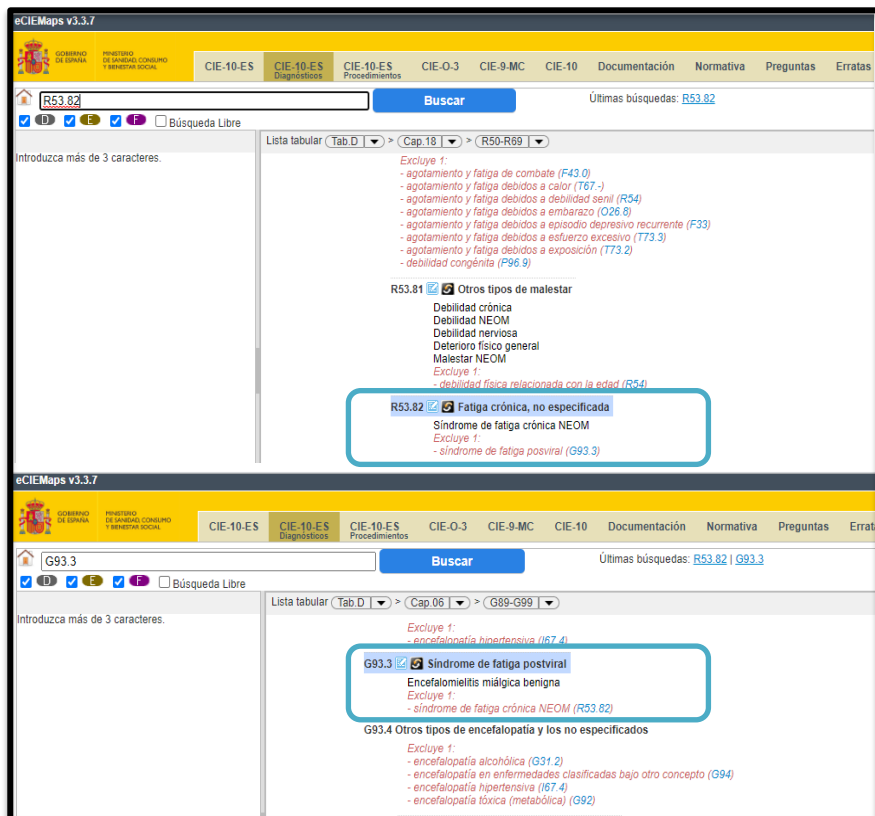 eCIEMaps v3.3.7
GOBIERNO DE ESPAÑA
MINISTERIO DE SANIDAD, CONSUMO Y BIENESTAR SOCIAL
CIE-10-ES
CIE-10-ES Diagnósticos
CIE-10-ES Procedimientos
CIE-O-3
CIE-9-MC
CIE-10
Documentación
Normativa
Preguntas
Erratas
R53.82
Buscar
Últimas búsquedas: R53.82
D E F Búsqueda Libre
Lista tabular Tab.D > Cap.18 > R50-R69
Introduzca más de 3 caracteres.
Excluye 1:
- agotamiento y fatiga de combate (F43.0)
- agotamiento y fatiga debidos a calor (T67.-)
- agotamiento y fatiga debidos a debilidad senil (R54)
- agotamiento y fatiga debidos a embarazo (O26.8)
- agotamiento y fatiga debidos a episodio depresivo recurrente (F33)
- agotamiento y fatiga debidos a esfuerzo excesivo (T73.3)
- agotamiento y fatiga debidos a exposición (T73.2)
- debilidad congénita (P96.9)
R53.81 Otros tipos de malestar
Debilidad crónica
Debilidad NEOM
Debilidad nerviosa
Deterioro físico general
Malestar NEOM
Excluye 1:
- debilidad física relacionada con la edad (R54)
R53.82 Fatiga crónica, no especificada
Síndrome de fatiga crónica NEOM
Excluye 1:
- síndrome de fatiga posviral (G93.3)
eCIEMaps v3.3.7
GOBIERNO DE ESPAÑA
MINISTERIO DE SANIDAD, CONSUMO Y BIENESTAR SOCIAL
CIE-10-ES
CIE-10-ES Diagnósticos
CIE-10-ES Procedimientos
CIE-O-3
CIE-9-MC
CIE-10
Documentación
Normativa
Preguntas
Errat
G93.3
Buscar
Últimas búsquedas: R53.82 | G93.3
D E F Búsqueda Libre
Lista tabular Tab.D > Cap.06 > G89-G99
Introduzca más de 3 caracteres.
Excluye 1:
- encefalopatía hipertensiva (I67.4)
G93.3 Síndrome de fatiga postviral
Encefalomielitis miálgica benigna
Excluye 1:
- síndrome de fatiga crónica NEOM (R53.82)
G93.4 Otros tipos de encefalopatía y los no especificados
Excluye 1:
- encefalopatía alcohólica (G31.2)
- encefalopatía en enfermedades clasificadas bajo otro concepto (G94)
- encefalopatía hipertensiva (I67.4)
- encefalopatía tóxica (metabólica) (G92)